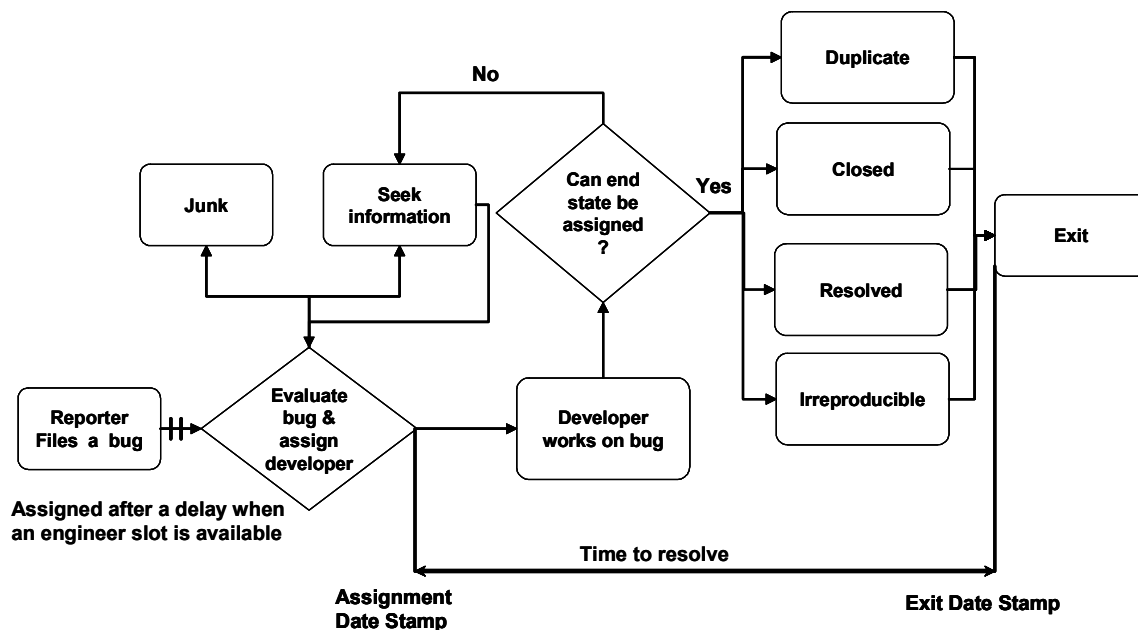 Duplicate
No
Can end
state be
assigned
?
Yes
Closed
Junk
Seek
information
Exit
Resolved
Evaluate
bug &
assign
developer
Reporter
Files a bug
Developer
works on bug
Irreproducible
Assigned after a delay when
an engineer slot is available
Time to resolve
Assignment
Date Stamp
Exit Date Stamp